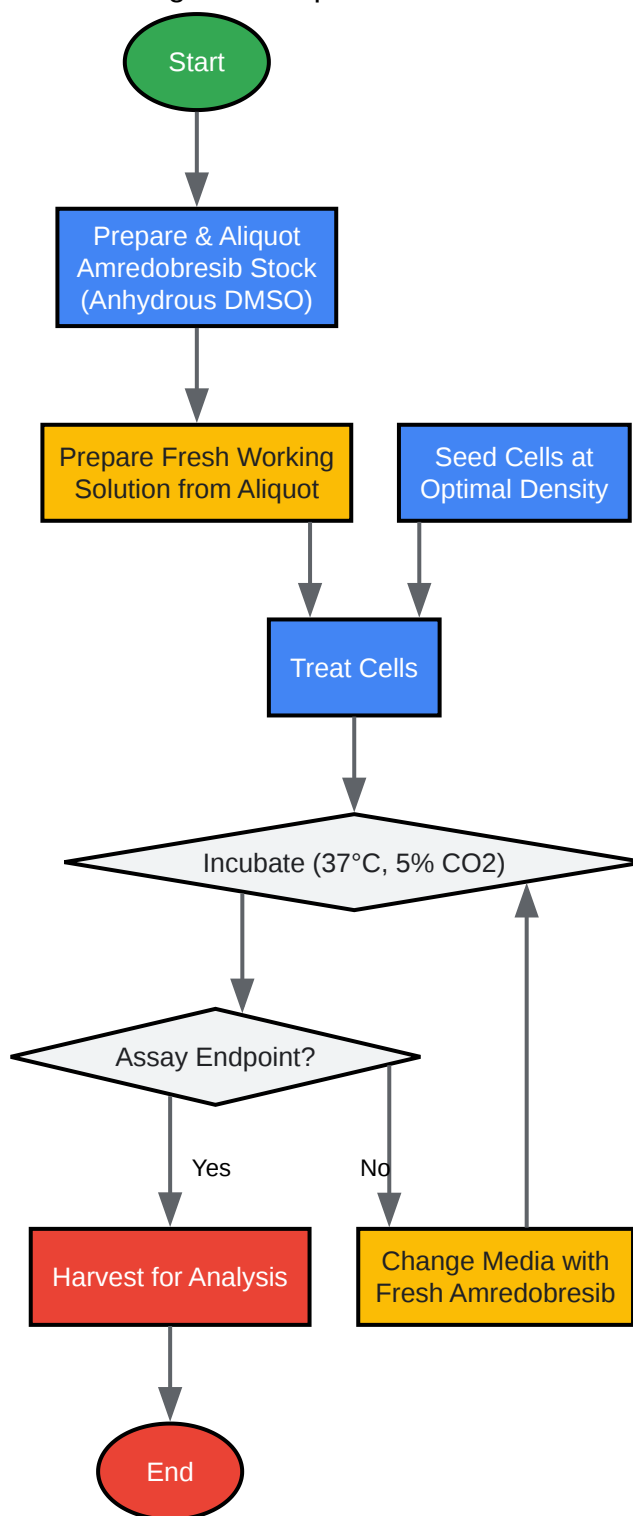 Start
Prepare & Aliquot
Amredobresib Stock
(Anhydrous DMSO)
Prepare Fresh Working
Solution from Aliquot
Seed Cells at
Optimal Density
Treat Cells
Incubate (37°C, 5% CO2)
Assay Endpoint?
Yes
No
Harvest for Analysis
Change Media with
Fresh Amredobresib
End